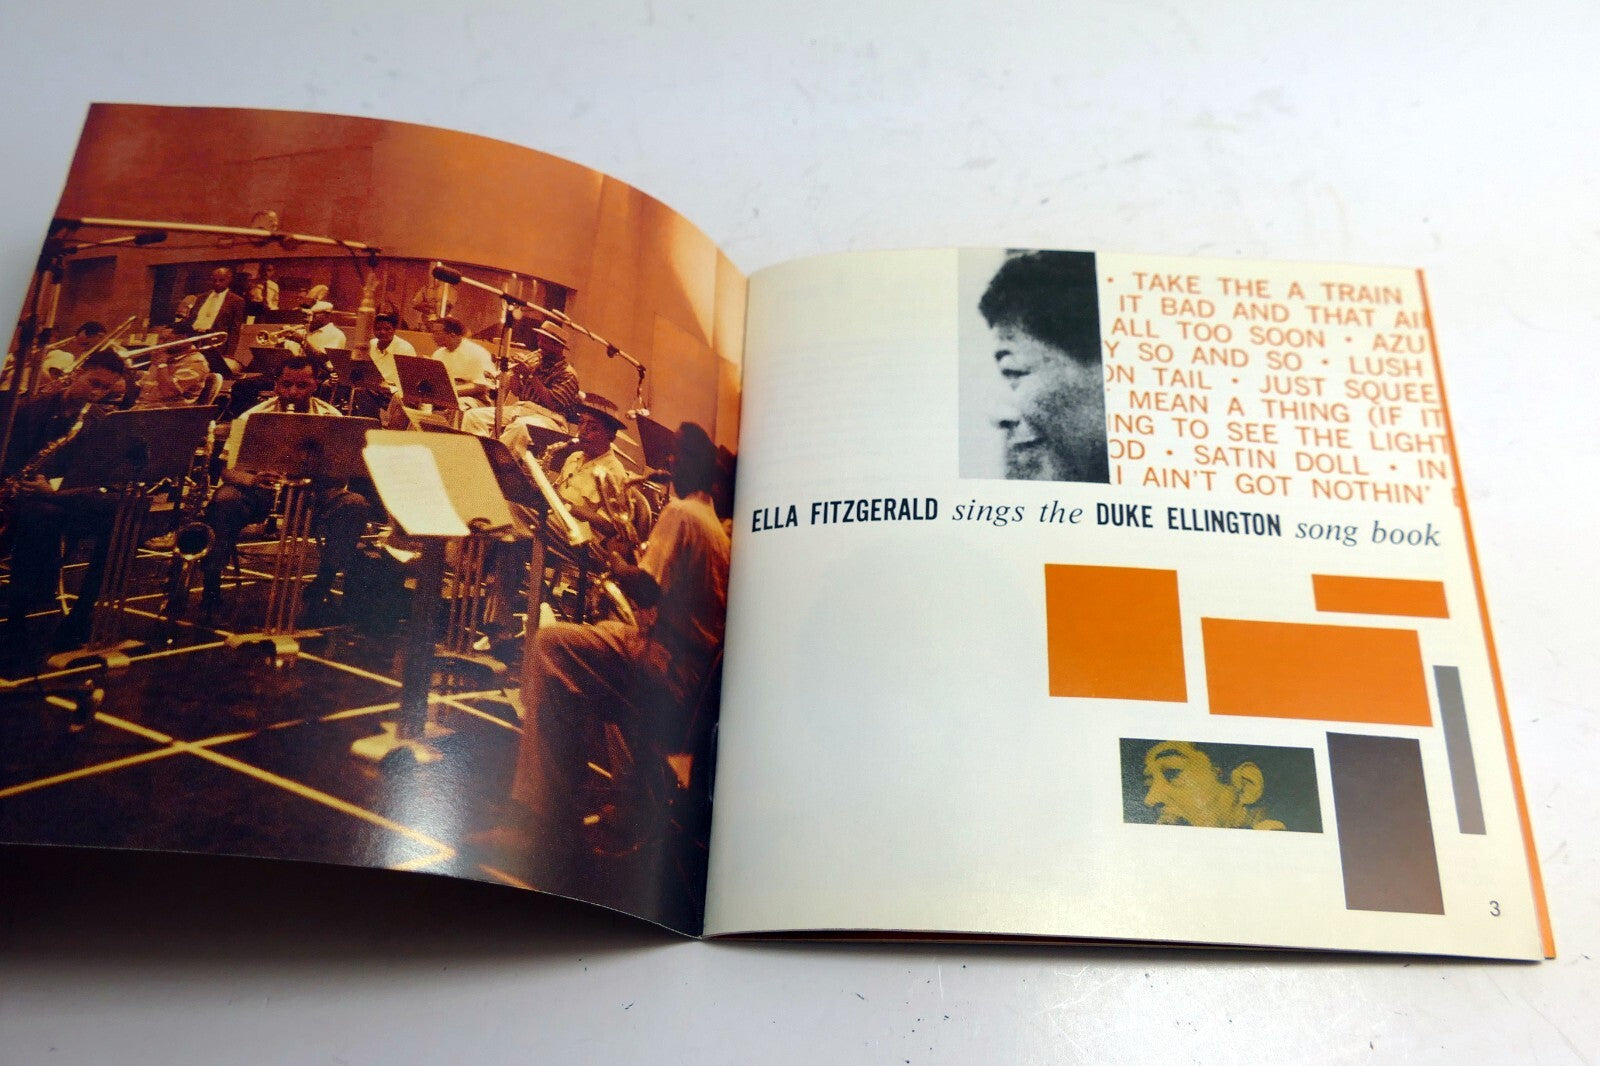 • TAKE THE A TRAIN
IT BAD AND THAT AI
ALL TOO SOON • AZU
Y SO AND SO • LUSH
ON TAIL • JUST SQUEE
• MEAN A THING (IF IT
ING TO SEE THE LIGHT
OD • SATIN DOLL • IN
I AIN'T GOT NOTHIN'
ELLA FITZGERALD sings the DUKE ELLINGTON song book
3